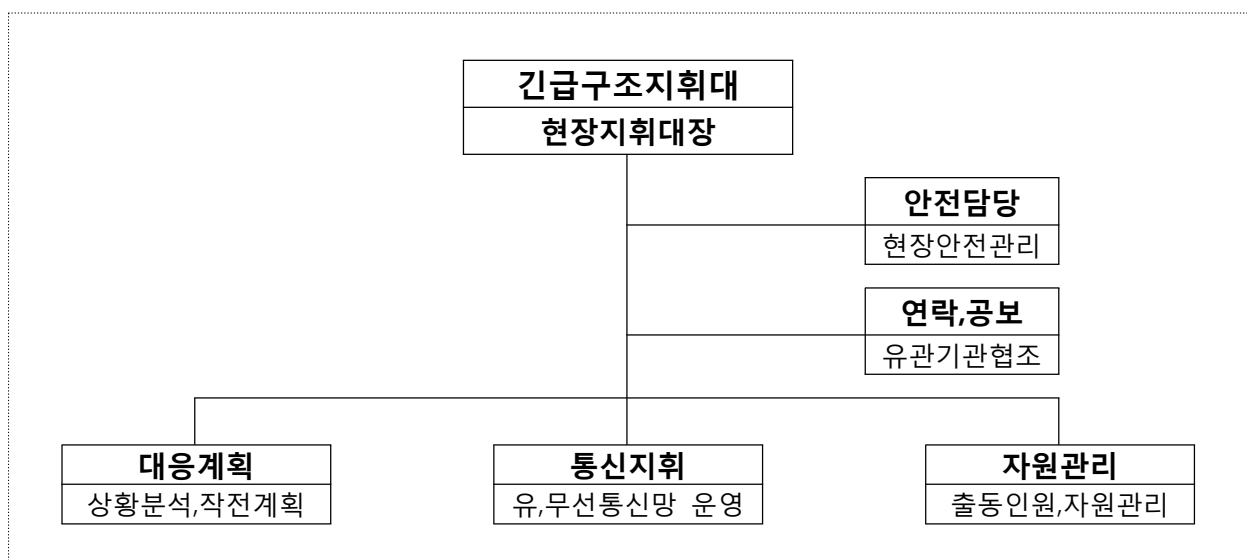 긴급구조지휘대
현장지휘대장
안전담당
현장안전관리
연락,공보
유관기관협조
대응계획
상황분석,작전계획
통신지휘
유,무선통신망 운영
자원관리
출동인원,자원관리